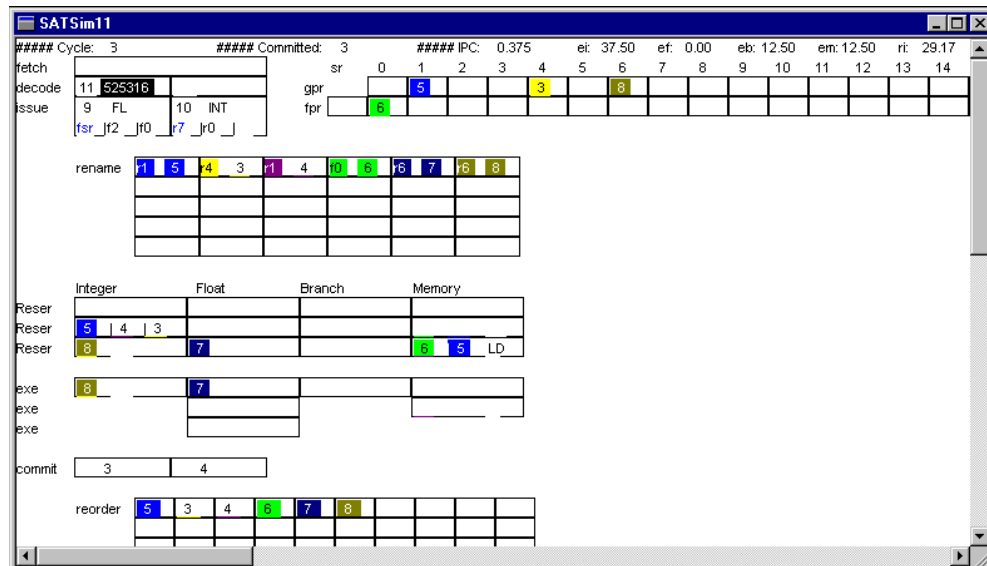 SATSim11
##### Cycle: 3 ##### Committed: 3 ##### IPC: 0.375 ei: 37.50 ef: 0.00 eb: 12.50 em: 12.50 ri: 29.17
fetch sr 0 1 2 3 4 5 6 7 8 9 10 11 12 13 14
decode 11 525316 gpr 5 3 8
issue 9 FL 10 INT fpr 6
fsr f2 f0 r7 r0
rename r1 5 r4 3 r1 4 f0 6 r6 7 r6 8
Integer Float Branch Memory
Reser
Reser 5 4 3
Reser 8 7 6 5 LD
exe 8 7
exe
exe
commit 3 4
reorder 5 3 4 6 7 8